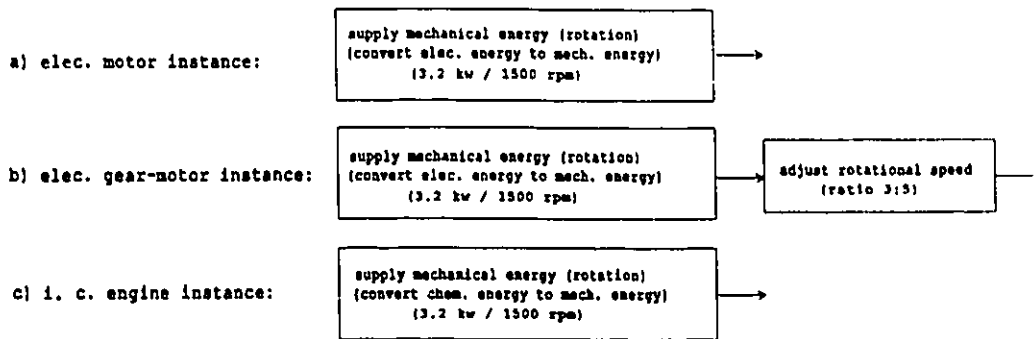 supply mechanical energy (rotation)
a) elec. motor instance: (convert elec. energy to mech. energy)
(3.2 kw / 1500 rpm)
supply mechanical energy (rotation)
b) elec. gear-motor instance: (convert elec. energy to mech. energy) adjust rotational speed
(3.2 kw / 1500 rpm) (ratio 3:5)
supply mechanical energy (rotation)
c) i. c. engine instance: (convert chem. energy to mech. energy)
(3.2 kw / 1500 rpm)